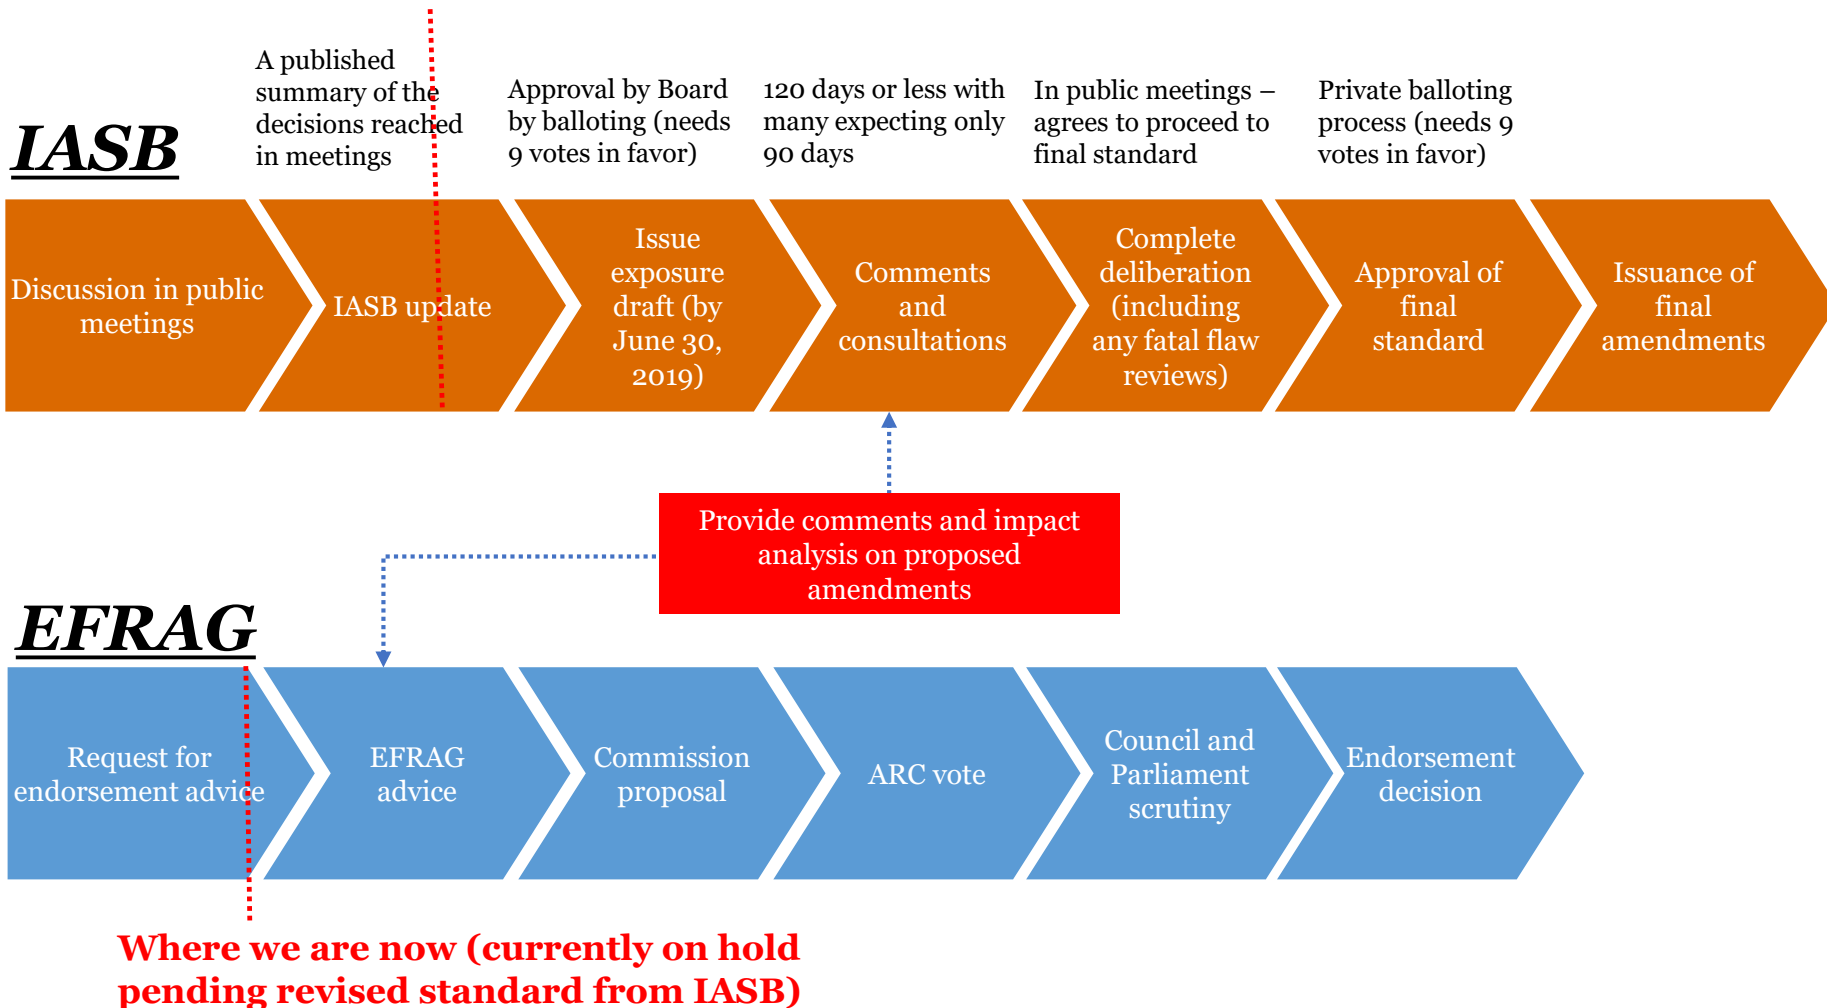 A published
summary of the
decisions reached
in meetings
Approval by Board
by balloting (needs
9 votes in favor)
120 days or less with
many expecting only
90 days
In public meetings –
agrees to proceed to
final standard
Private balloting
process (needs 9
votes in favor)
IASB
Discussion in public
meetings
IASB update
Issue
exposure
draft (by
June 30,
2019)
Comments
and
consultations
Complete
deliberation
(including
any fatal flaw
reviews)
Approval of
final
standard
Issuance of
final
amendments
Provide comments and impact
analysis on proposed
amendments
EFRAG
Request for
endorsement advice
EFRAG
advice
Commission
proposal
ARC vote
Council and
Parliament
scrutiny
Endorsement
decision
Where we are now (currently on hold
pending revised standard from IASB)